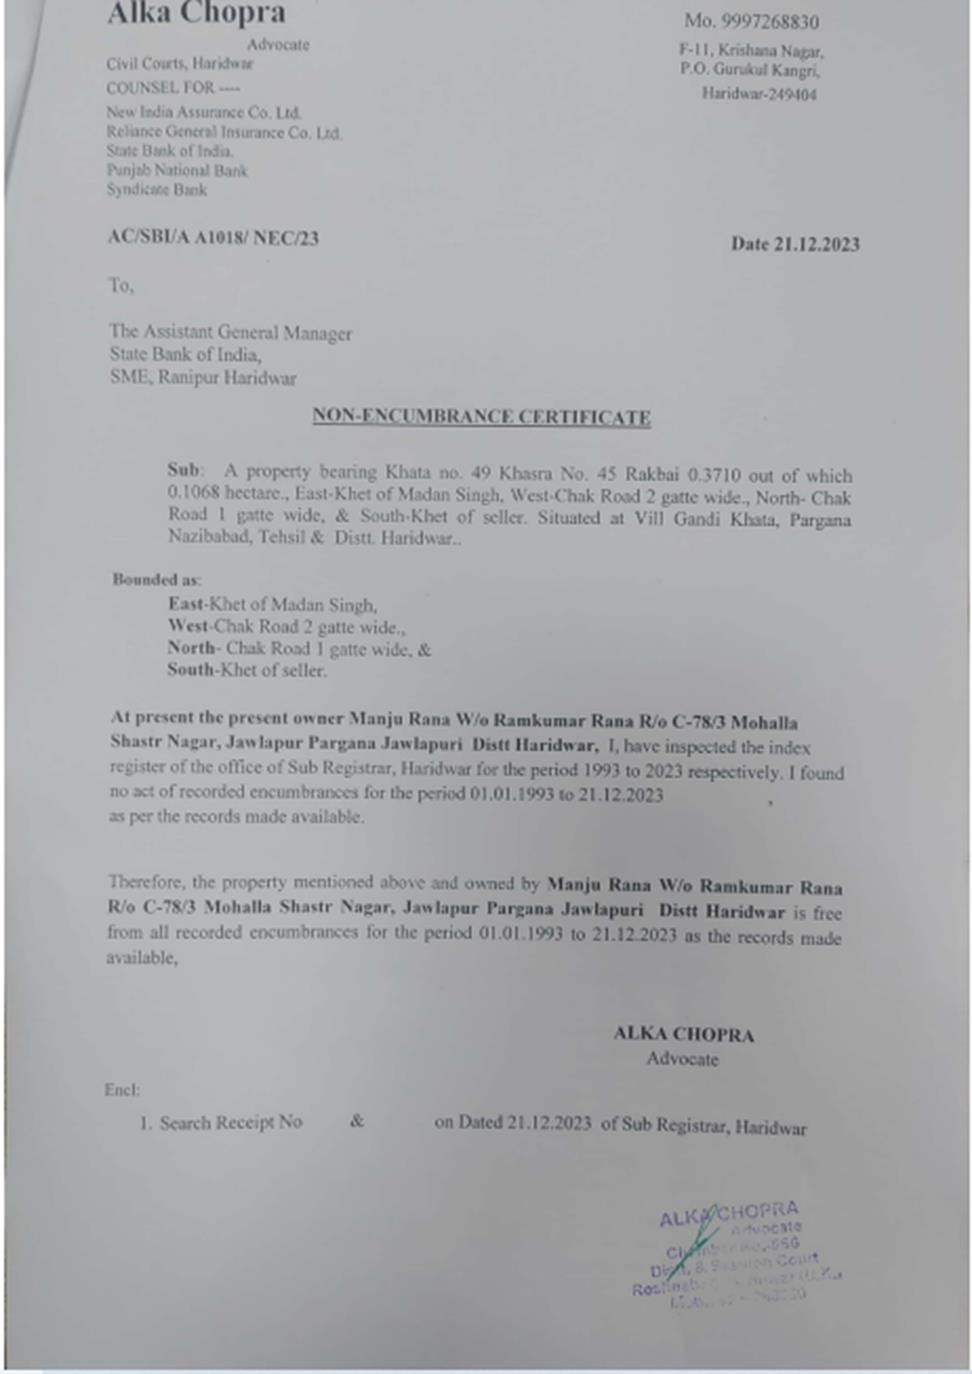 Alka Chopra
Mo. 9997268830
Advocate
F-11, Krishana Nagar,
Civil Courts, Haridwar
P.O. Gurukul Kangri,
COUNSEL FOR ----
Haridwar-249404
New India Assurance Co. Ltd.
Reliance General Insurance Co. Ltd.
State Bank of India.
Punjab National Bank
Syndicate Bank
AC/SBI/A A1018/ NEC/23
Date 21.12.2023
To,
The Assistant General Manager
State Bank of India,
SME, Ranipur Haridwar
NON-ENCUMBRANCE CERTIFICATE
Sub: A property bearing Khata no. 49 Khasra No. 45 Rakbai 0.3710 out of which
0.1068 hectare., East-Khet of Madan Singh, West-Chak Road 2 gatte wide., North- Chak
Road 1 gatte wide, & South-Khet of seller. Situated at Vill Gandi Khata, Pargana
Nazibabad, Tehsil & Distt. Haridwar..
Bounded as:
East-Khet of Madan Singh,
West-Chak Road 2 gatte wide.,
North- Chak Road 1 gatte wide, &
South-Khet of seller.
At present the present owner Manju Rana W/o Ramkumar Rana R/o C-78/3 Mohalla
Shastr Nagar, Jawlapur Pargana Jawlapuri Distt Haridwar, I, have inspected the index
register of the office of Sub Registrar, Haridwar for the period 1993 to 2023 respectively. I found
no act of recorded encumbrances for the period 01.01.1993 to 21.12.2023
as per the records made available.
Therefore, the property mentioned above and owned by Manju Rana W/o Ramkumar Rana
R/o C-78/3 Mohalla Shastr Nagar, Jawlapur Pargana Jawlapuri Distt Haridwar is free
from all recorded encumbrances for the period 01.01.1993 to 21.12.2023 as the records made
available,
ALKA CHOPRA
Advocate
Encl:
1. Search Receipt No & on Dated 21.12.2023 of Sub Registrar, Haridwar
ALKA CHOPRA
Advocate
Court